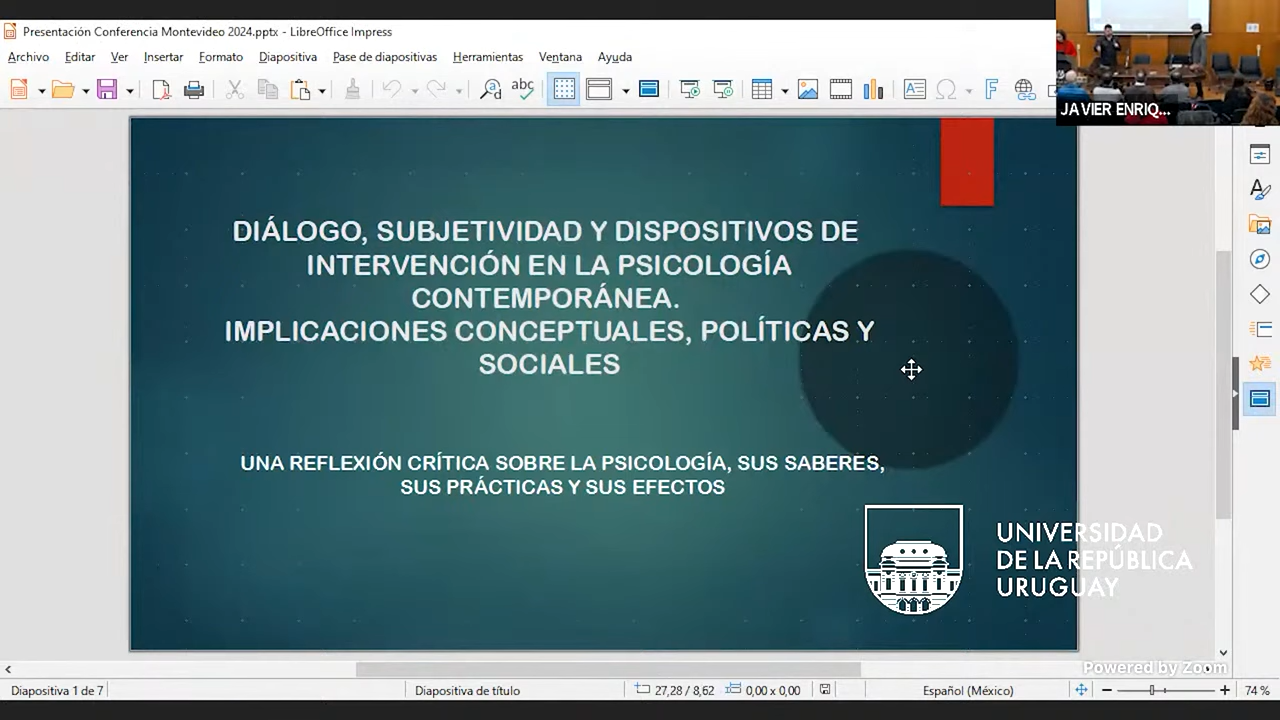 Presentación Conferencia Montevideo 2024.pptx - LibreOffice Impress
Archivo Editar Ver Insertar Formato Diapositiva Pase de diapositivas Herramientas Ventana Ayuda
abc
JAVIER ENRIQ...
DIÁLOGO, SUBJETIVIDAD Y DISPOSITIVOS DE
INTERVENCIÓN EN LA PSICOLOGÍA
CONTEMPORÁNEA.
IMPLICACIONES CONCEPTUALES, POLÍTICAS Y
SOCIALES
UNA REFLEXIÓN CRÍTICA SOBRE LA PSICOLOGÍA, SUS SABERES,
SUS PRÁCTICAS Y SUS EFECTOS
UNIVERSIDAD
DE LA REPÚBLICA
URUGUAY
Powered by Zoom
Diapositiva 1 de 7 Diapositiva de título 27,28 / 8,62 0,00 x 0,00 Español (México) 74 %